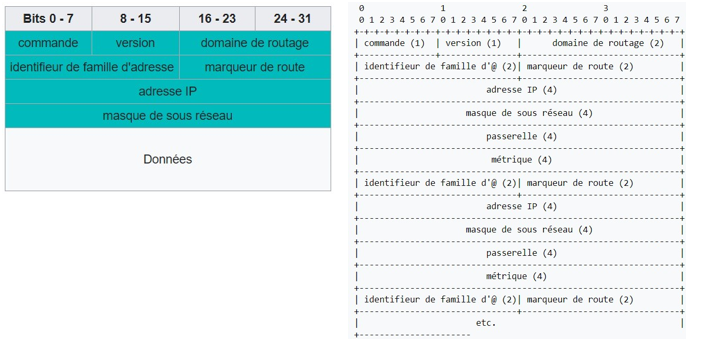 Bits 0 - 7 8 - 15 16 - 23 24 - 31
commande version domaine de routage
identifieur de famille d'adresse marqueur de route
adresse IP
masque de sous réseau
Données
0 1 2 3
0 1 2 3 4 5 6 7 0 1 2 3 4 5 6 7 0 1 2 3 4 5 6 7 0 1 2 3 4 5 6 7
+-+-+-+-+-+-+-+-+-+-+-+-+-+-+-+-+-+-+-+-+-+-+-+-+-+-+-+-+-+-+-+-+
| commande (1) | version (1) | domaine de routage (2) |
+---------------+---------------+-------------------------------+
| identifieur de famille d'@ (2)| marqueur de route (2) |
+-------------------------------+-------------------------------+
| adresse IP (4) |
+---------------------------------------------------------------+
| masque de sous réseau (4) |
+---------------------------------------------------------------+
| passerelle (4) |
+---------------------------------------------------------------+
| métrique (4) |
+---------------------------------------------------------------+
| identifieur de famille d'@ (2)| marqueur de route (2) |
+-------------------------------+-------------------------------+
| adresse IP (4) |
+---------------------------------------------------------------+
| masque de sous réseau (4) |
+---------------------------------------------------------------+
| passerelle (4) |
+---------------------------------------------------------------+
| métrique (4) |
+---------------------------------------------------------------+
| identifieur de famille d'@ (2)| marqueur de route (2) |
+-------------------------------+-------------------------------+
| etc. |
+---------------------